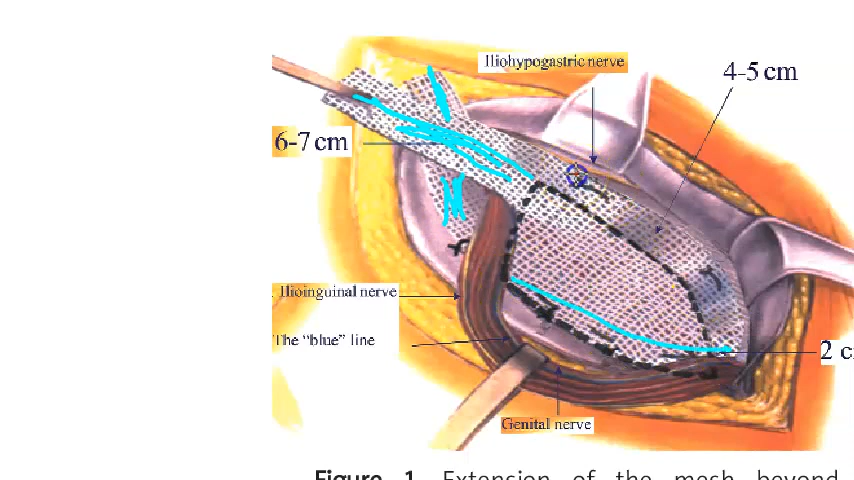 Iliohypogastric nerve
4-5 cm
6-7 cm
Ilioinguinal nerve
The “blue” line
2 c
Genital nerve
Figure 1. Extension of the mesh beyond